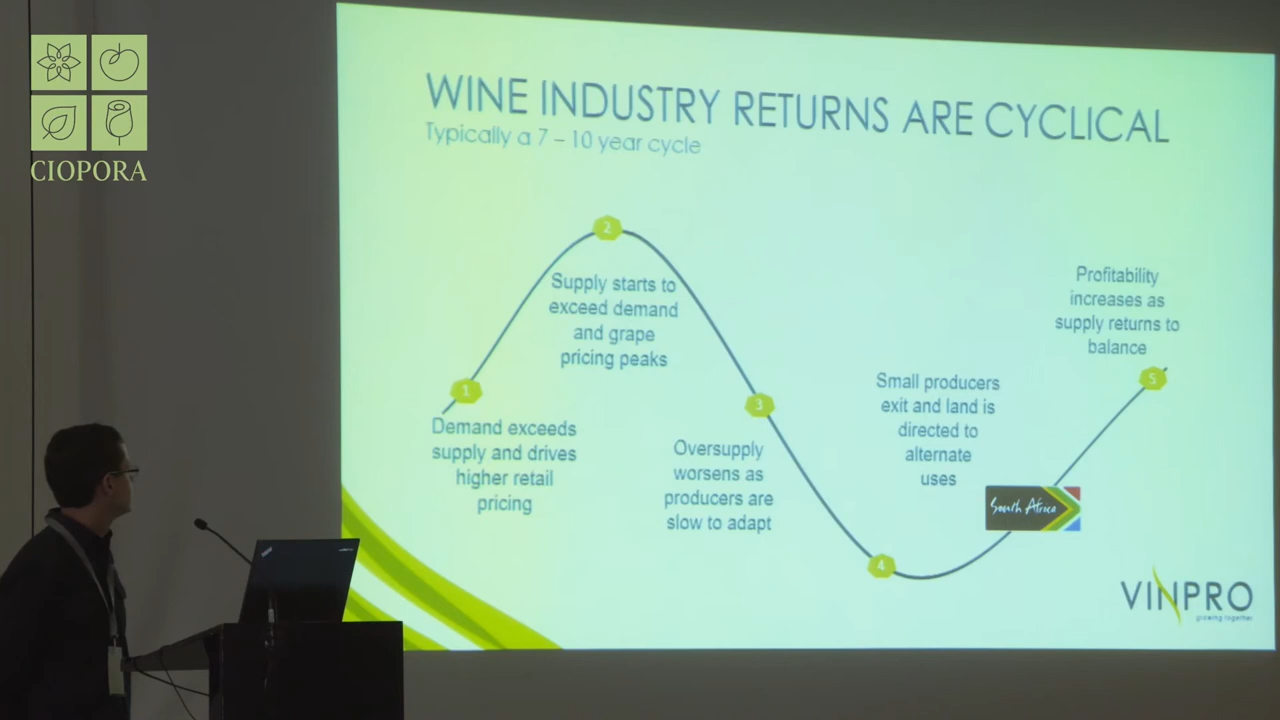 CIOPORA
WINE INDUSTRY RETURNS ARE CYCLICAL
Typically a 7 – 10 year cycle
1
Demand exceeds
supply and drives
higher retail
pricing
2
Supply starts to
exceed demand
and grape
pricing peaks
3
Oversupply
worsens as
producers are
slow to adapt
4
Small producers
exit and land is
directed to
alternate
uses
South Africa
5
Profitability
increases as
supply returns to
balance
VINPRO
growing together